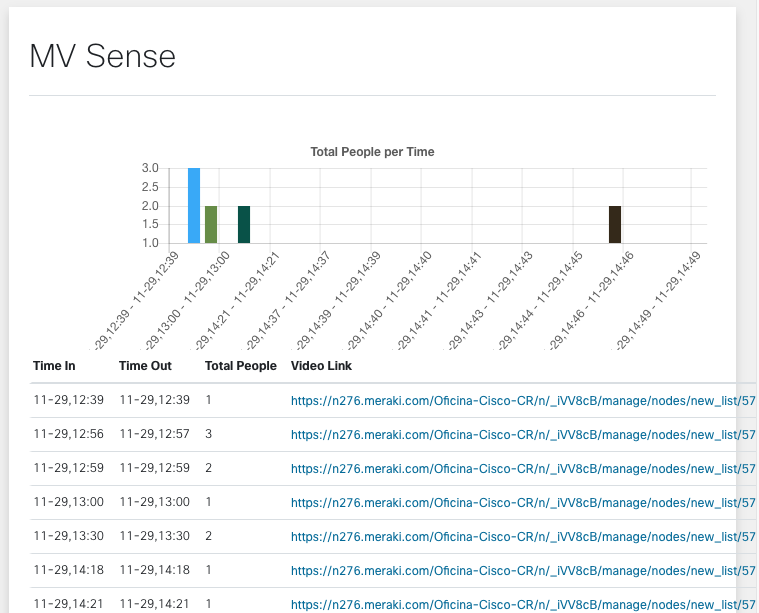 MV Sense
Total People per Time
3.0
2.5
2.0
1.5
1.0
-29,12:39 - 11-29,12:39
-29,13:00 - 11-29,13:00
-29,14:21 - 11-29,14:21
-29,14:37 - 11-29,14:37
-29,14:39 - 11-29,14:39
-29,14:40 - 11-29,14:40
-29,14:41 - 11-29,14:41
-29,14:43 - 11-29,14:43
-29,14:44 - 11-29,14:45
-29,14:46 - 11-29,14:46
-29,14:49 - 11-29,14:49
Time In Time Out Total People Video Link
11-29,12:39 11-29,12:39 1 https://n276.meraki.com/Oficina-Cisco-CR/n/_iVV8cB/manage/nodes/new_list/57
11-29,12:56 11-29,12:57 3 https://n276.meraki.com/Oficina-Cisco-CR/n/_iVV8cB/manage/nodes/new_list/57
11-29,12:59 11-29,12:59 2 https://n276.meraki.com/Oficina-Cisco-CR/n/_iVV8cB/manage/nodes/new_list/57
11-29,13:00 11-29,13:00 1 https://n276.meraki.com/Oficina-Cisco-CR/n/_iVV8cB/manage/nodes/new_list/57
11-29,13:30 11-29,13:30 2 https://n276.meraki.com/Oficina-Cisco-CR/n/_iVV8cB/manage/nodes/new_list/57
11-29,14:18 11-29,14:18 1 https://n276.meraki.com/Oficina-Cisco-CR/n/_iVV8cB/manage/nodes/new_list/57
11-29,14:21 11-29,14:21 1 https://n276.meraki.com/Oficina-Cisco-CR/n/_iVV8cB/manage/nodes/new_list/57